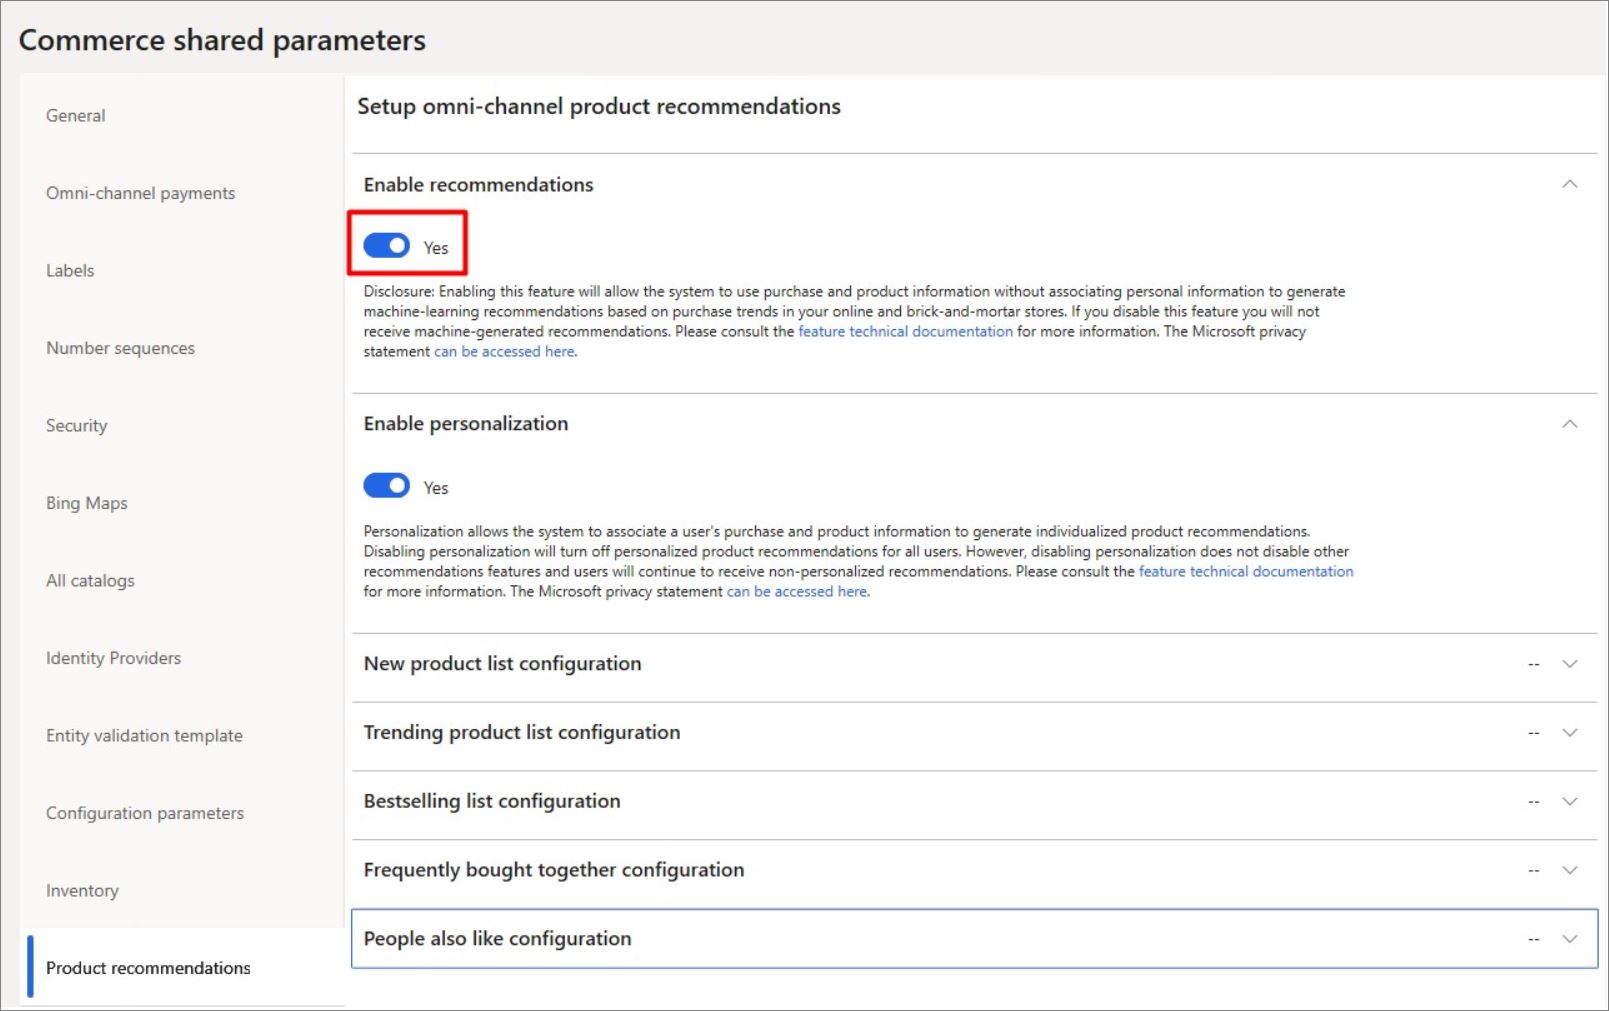 Commerce shared parameters
General
Omni-channel payments
Labels
Number sequences
Security
Bing Maps
All catalogs
Identity Providers
Entity validation template
Configuration parameters
Inventory
Product recommendations
Setup omni-channel product recommendations
Enable recommendations
Yes
Disclosure: Enabling this feature will allow the system to use purchase and product information without associating personal information to generate
machine-learning recommendations based on purchase trends in your online and brick-and-mortar stores. If you disable this feature you will not
receive machine-generated recommendations. Please consult the feature technical documentation for more information. The Microsoft privacy
statement can be accessed here.
Enable personalization
Yes
Personalization allows the system to associate a user's purchase and product information to generate individualized product recommendations.
Disabling personalization will turn off personalized product recommendations for all users. However, disabling personalization does not disable other
recommendations features and users will continue to receive non-personalized recommendations. Please consult the feature technical documentation
for more information. The Microsoft privacy statement can be accessed here.
New product list configuration --
Trending product list configuration --
Bestselling list configuration --
Frequently bought together configuration --
People also like configuration --